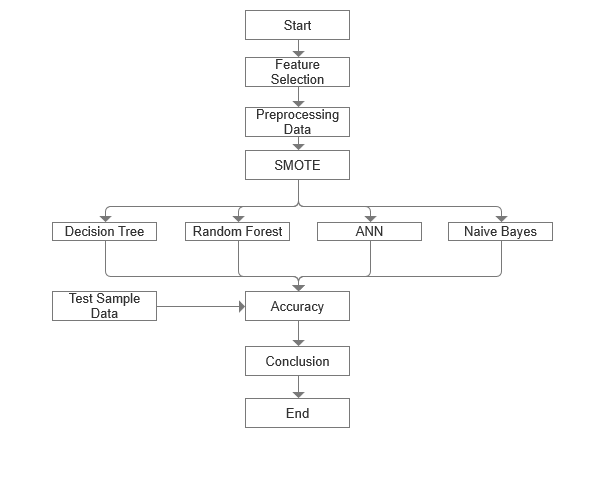 Start
Feature
Selection
Preprocessing
Data
SMOTE
Decision Tree
Random Forest
ANN
Naive Bayes
Test Sample
Data
Accuracy
Conclusion
End